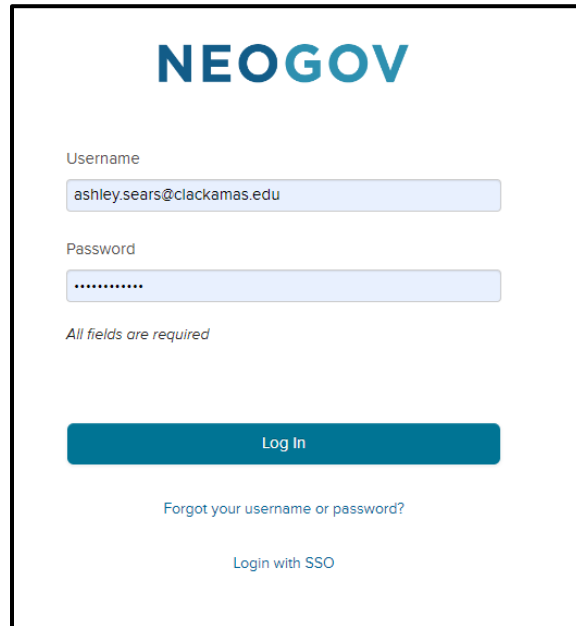 NEOGOV
Username
ashley.sears@clackamas.edu
Password
••••••••••••
All fields are required
Log In
Forgot your username or password?
Login with SSO